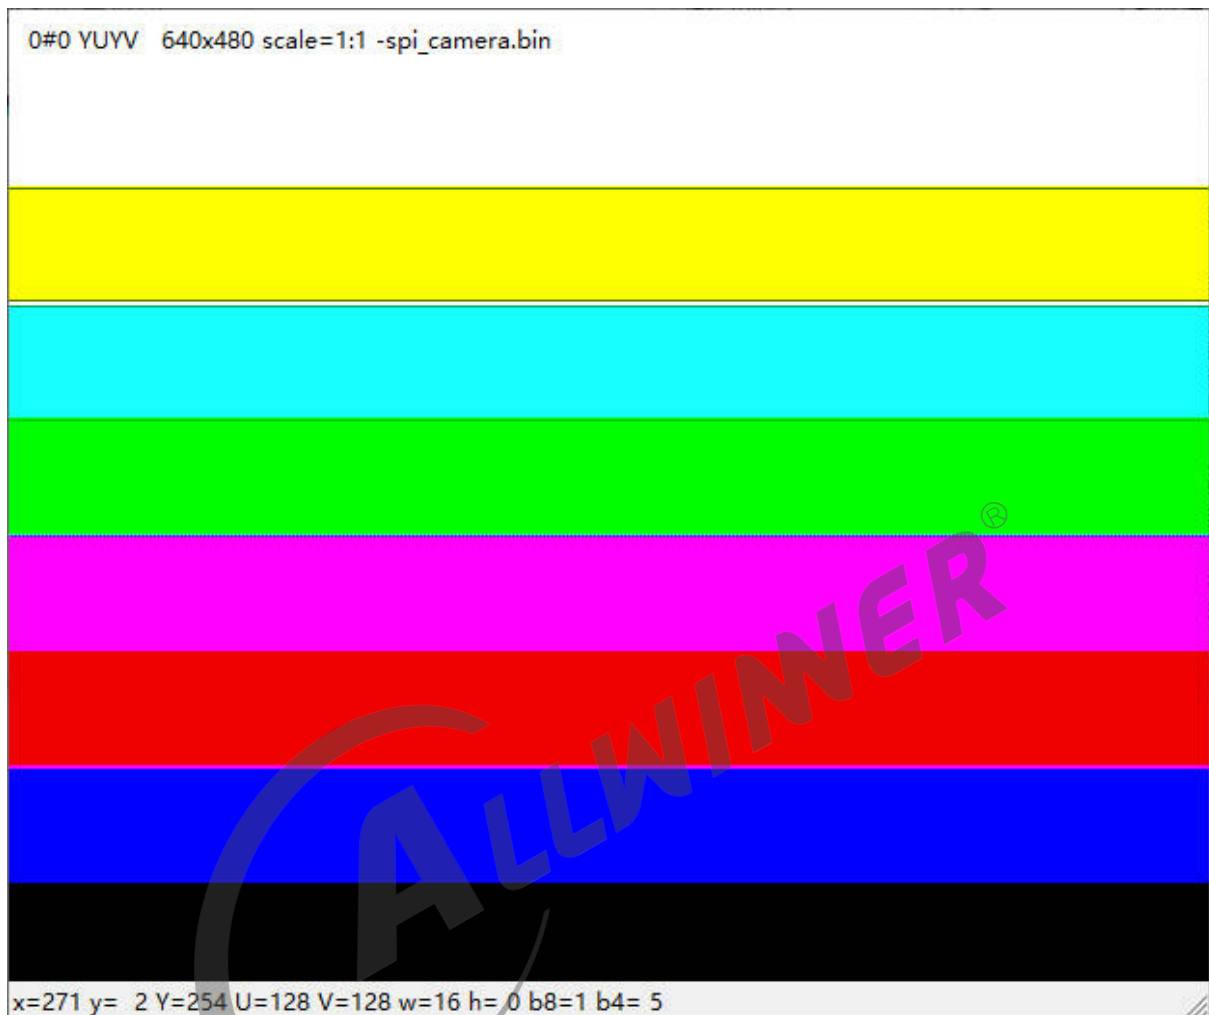 0#0 YUYV   640x480 scale=1:1 -spi_camera.bin
ALLWINNER®
x=271 y=  2 Y=254 U=128 V=128 w=16 h= 0 b8=1 b4= 5